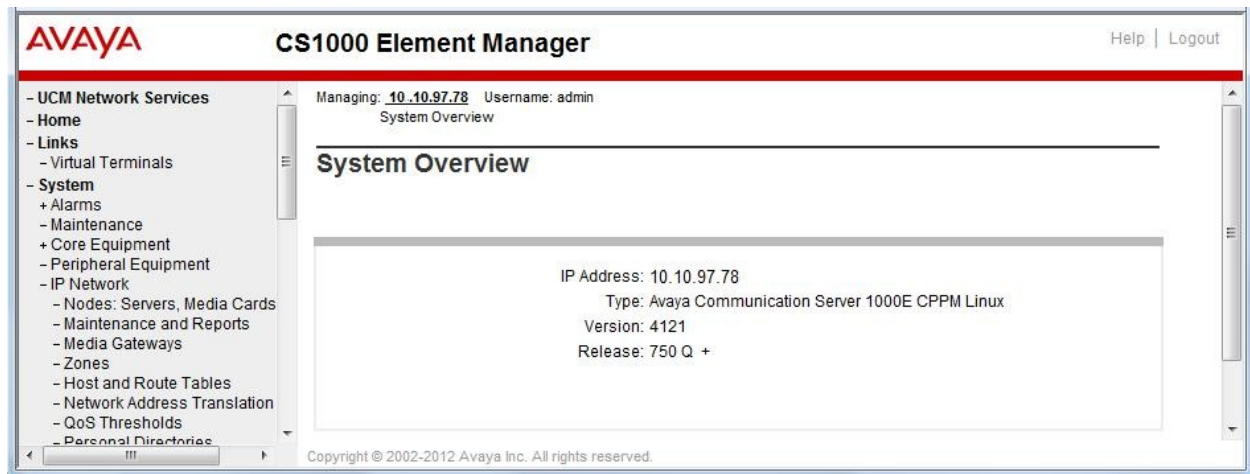 AVAYA
CS1000 Element Manager
Help | Logout
– UCM Network Services
– Home
– Links
– Virtual Terminals
– System
+ Alarms
– Maintenance
+ Core Equipment
– Peripheral Equipment
– IP Network
– Nodes: Servers, Media Cards
– Maintenance and Reports
– Media Gateways
– Zones
– Host and Route Tables
– Network Address Translation
– QoS Thresholds
– Personal Directories
Managing: 10 .10.97.78 Username: admin
System Overview
System Overview
IP Address: 10.10.97.78
Type: Avaya Communication Server 1000E CPPM Linux
Version: 4121
Release: 750 Q +
Copyright © 2002-2012 Avaya Inc. All rights reserved.